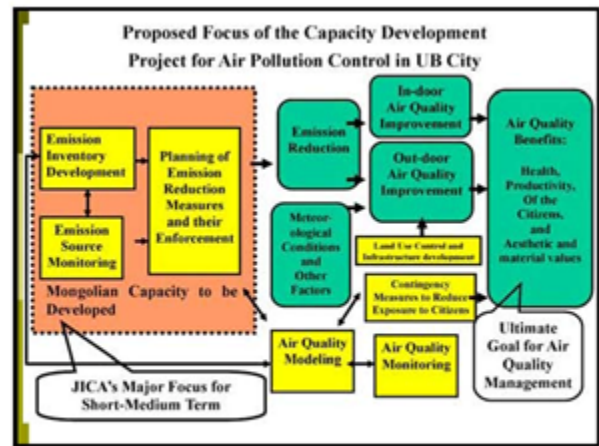 Proposed Focus of the Capacity Development
Project for Air Pollution Control in UB City
Emission
Inventory
Development
Emission
Source
Monitoring
Planning of
Emission
Reduction
Measures
and their
Enforcement
Mongolian Capacity to be
Developed
JICA's Major Focus for
Short-Medium Term
Emission
Reduction
Meteor-
ological
Conditions
and
Other
Factors
In-door
Air Quality
Improvement
Out-door
Air Quality
Improvement
Land Use Control and
Infrastructure development
Contingency
Measures to Reduce
Exposure to Citizens
Air Quality
Modeling
Air Quality
Monitoring
Air Quality
Benefits:
Health,
Productivity,
Of the
Citizens,
and
Aesthetic and
material values
Ultimate
Goal for Air
Quality
Management